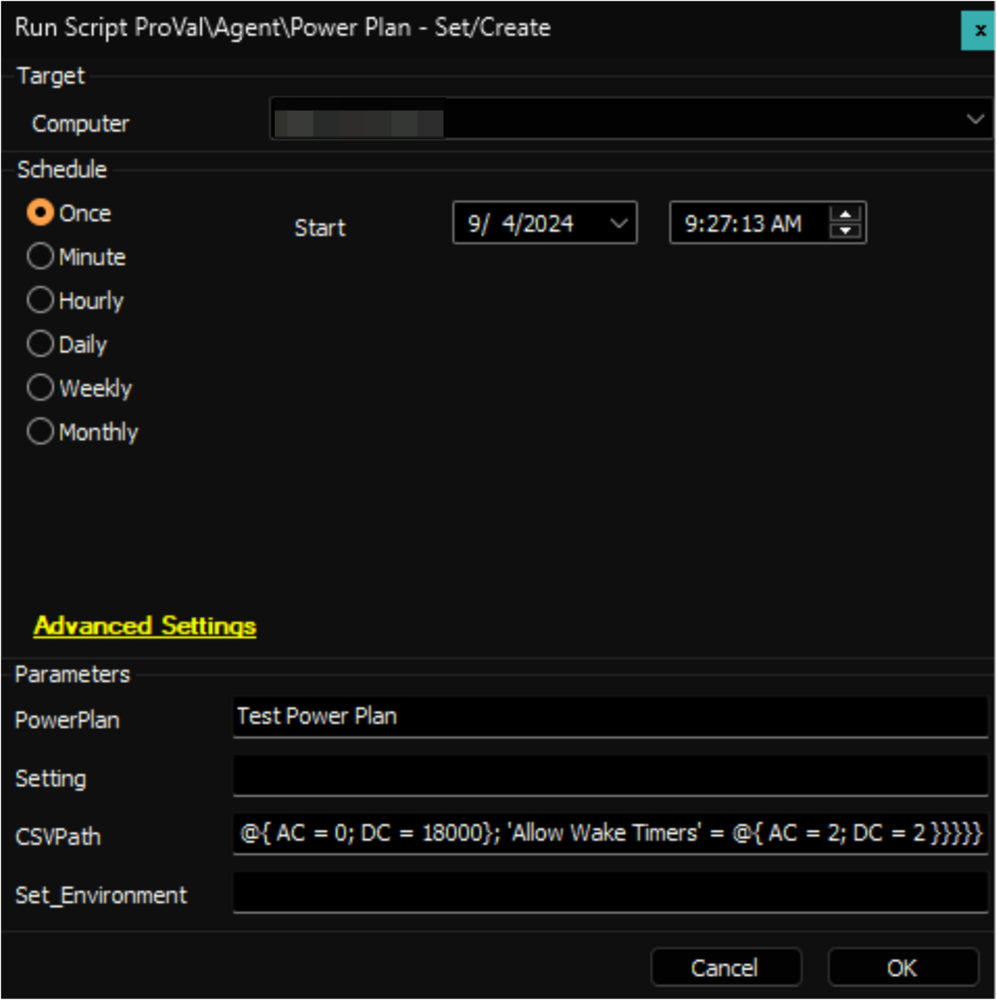 Run Script ProVal\Agent\Power Plan - Set/Create
x
Target
Computer
Schedule
Once
Start
9/ 4/2024
9:27:13 AM
Minute
Hourly
Daily
Weekly
Monthly
Advanced Settings
Parameters
PowerPlan
Test Power Plan
Setting
CSVPath
@{ AC = 0; DC = 18000}; 'Allow Wake Timers' = @{ AC = 2; DC = 2 }}}}}
Set_Environment
Cancel
OK